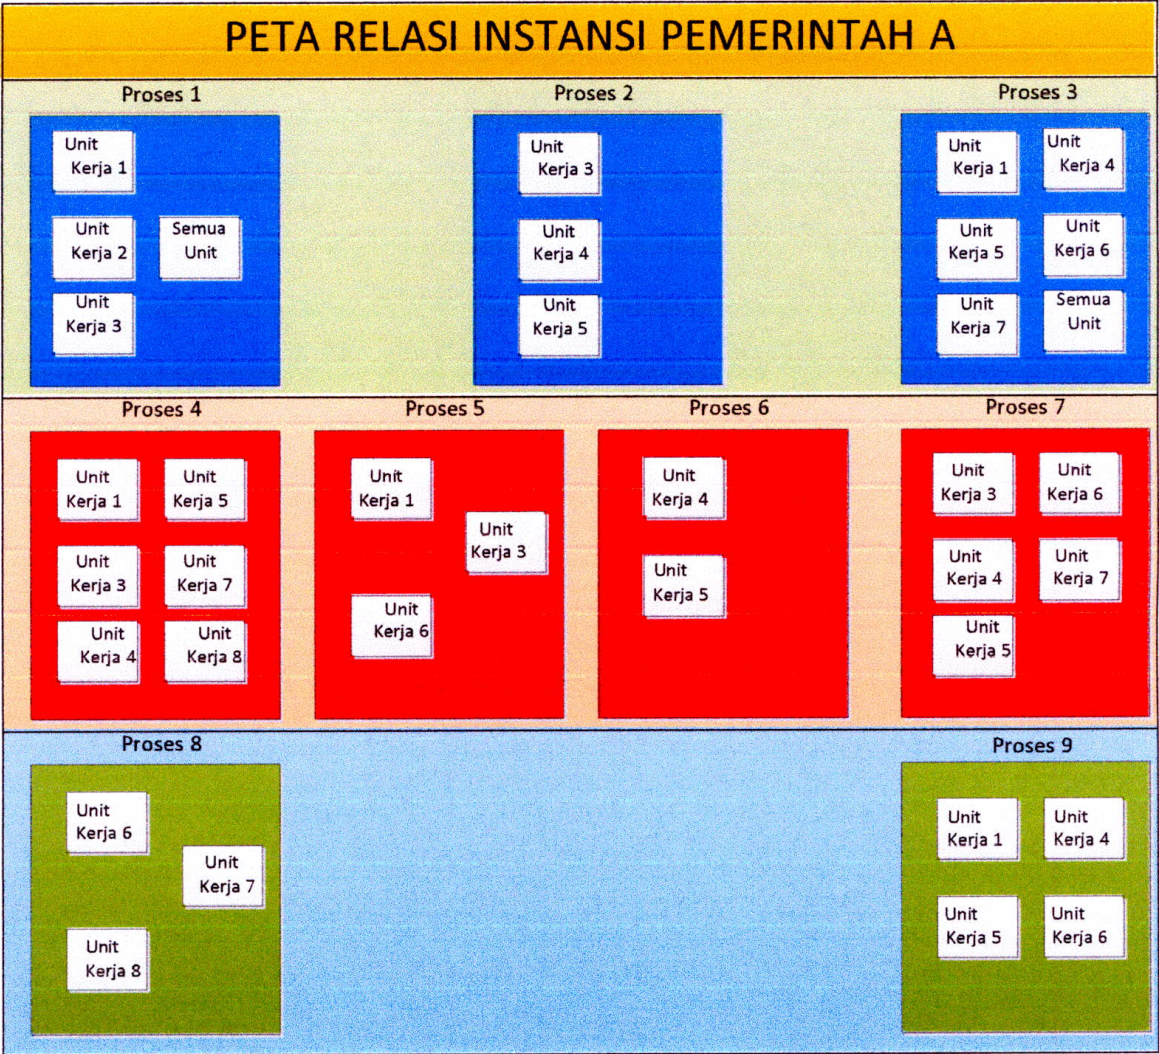 PETA RELASI INSTANSI PEMERINTAH A
Proses 1
Unit
Kerja 1
Unit
Kerja 2
Semua
Unit
Unit
Kerja 3
Proses 2
Unit
Kerja 3
Unit
Kerja 4
Unit
Kerja 5
Proses 3
Unit
Kerja 1
Unit
Kerja 4
Unit
Kerja 5
Unit
Kerja 6
Unit
Kerja 7
Semua
Unit
Proses 4
Unit
Kerja 1
Unit
Kerja 5
Unit
Kerja 3
Unit
Kerja 7
Unit
Kerja 4
Unit
Kerja 8
Proses 5
Unit
Kerja 1
Unit
Kerja 3
Unit
Kerja 6
Proses 6
Unit
Kerja 4
Unit
Kerja 5
Proses 7
Unit
Kerja 3
Unit
Kerja 6
Unit
Kerja 4
Unit
Kerja 7
Unit
Kerja 5
Proses 8
Unit
Kerja 6
Unit
Kerja 7
Unit
Kerja 8
Proses 9
Unit
Kerja 1
Unit
Kerja 4
Unit
Kerja 5
Unit
Kerja 6